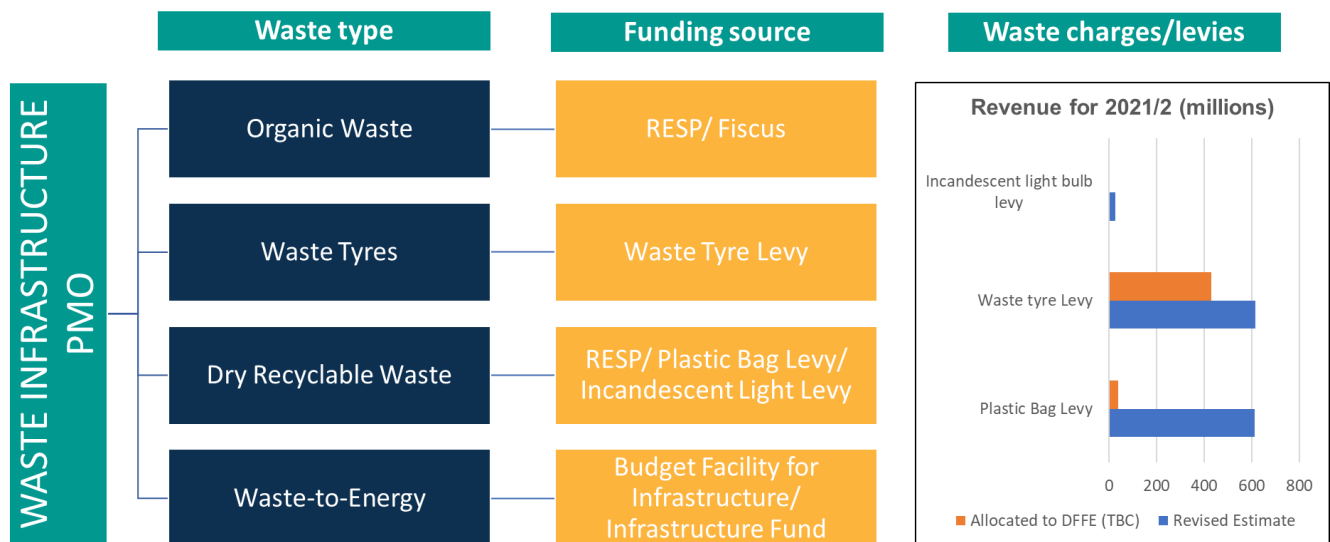 Waste type
Funding source
Waste charges/levies
WASTE INFRASTRUCTURE
PMO
Organic Waste
RESP/ Fiscus
Waste Tyres
Waste Tyre Levy
Dry Recyclable Waste
RESP/ Plastic Bag Levy/
Incandescent Light Levy
Waste-to-Energy
Budget Facility for
Infrastructure/
Infrastructure Fund
Revenue for 2021/2 (millions)
Incandescent light bulb
levy
Waste tyre Levy
Plastic Bag Levy
0 200 400 600 800
Allocated to DFFE (TBC) Revised Estimate